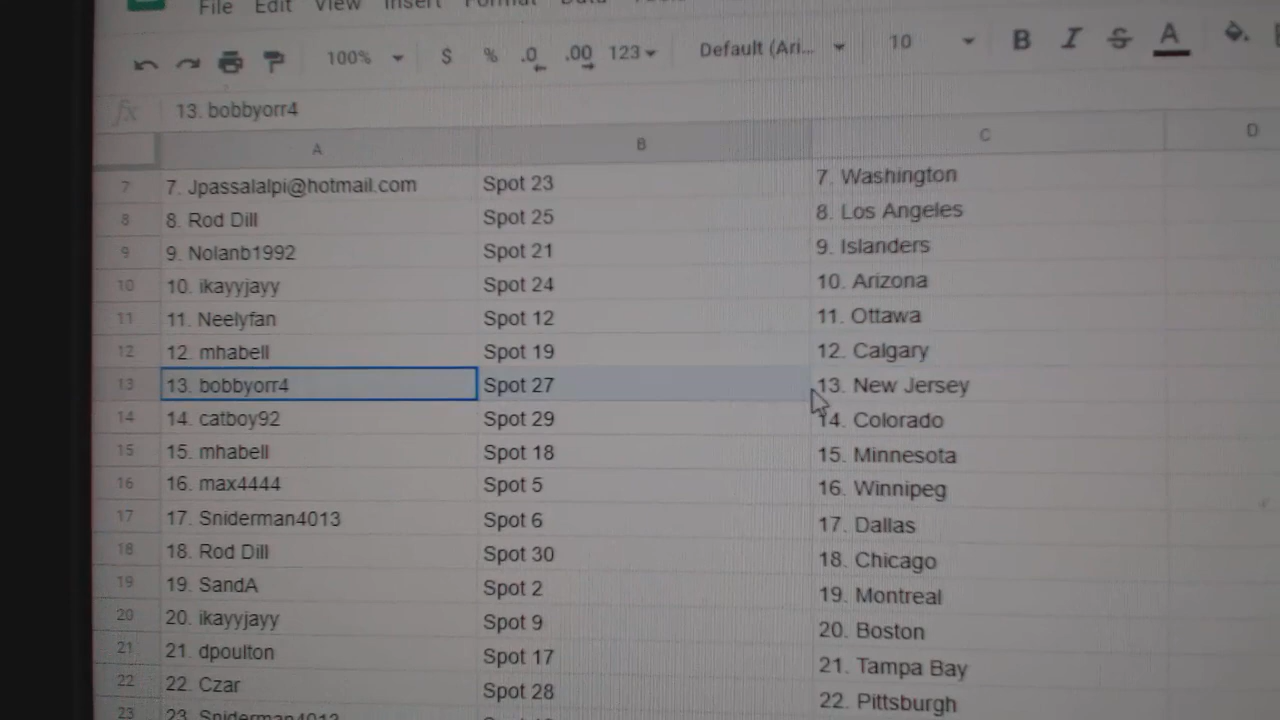 File Edit View Insert Format
100% $ % .0 .00 123 Default (Ari... 10 B I S A
fx 13. bobbyorr4
A B C D
7 7. Jpassalalpi@hotmail.com Spot 23 7. Washington
8 8. Rod Dill Spot 25 8. Los Angeles
9 9. Nolanb1992 Spot 21 9. Islanders
10 10. ikayyjayy Spot 24 10. Arizona
11 11. Neelyfan Spot 12 11. Ottawa
12 12. mhabell Spot 19 12. Calgary
13 13. bobbyorr4 Spot 27 13. New Jersey
14 14. catboy92 Spot 29 14. Colorado
15 15. mhabell Spot 18 15. Minnesota
16 16. max4444 Spot 5 16. Winnipeg
17 17. Sniderman4013 Spot 6 17. Dallas
18 18. Rod Dill Spot 30 18. Chicago
19 19. SandA Spot 2 19. Montreal
20 20. ikayyjayy Spot 9 20. Boston
21 21. dpoulton Spot 17 21. Tampa Bay
22 22. Czar Spot 28 22. Pittsburgh
23 23. Sniderman4013